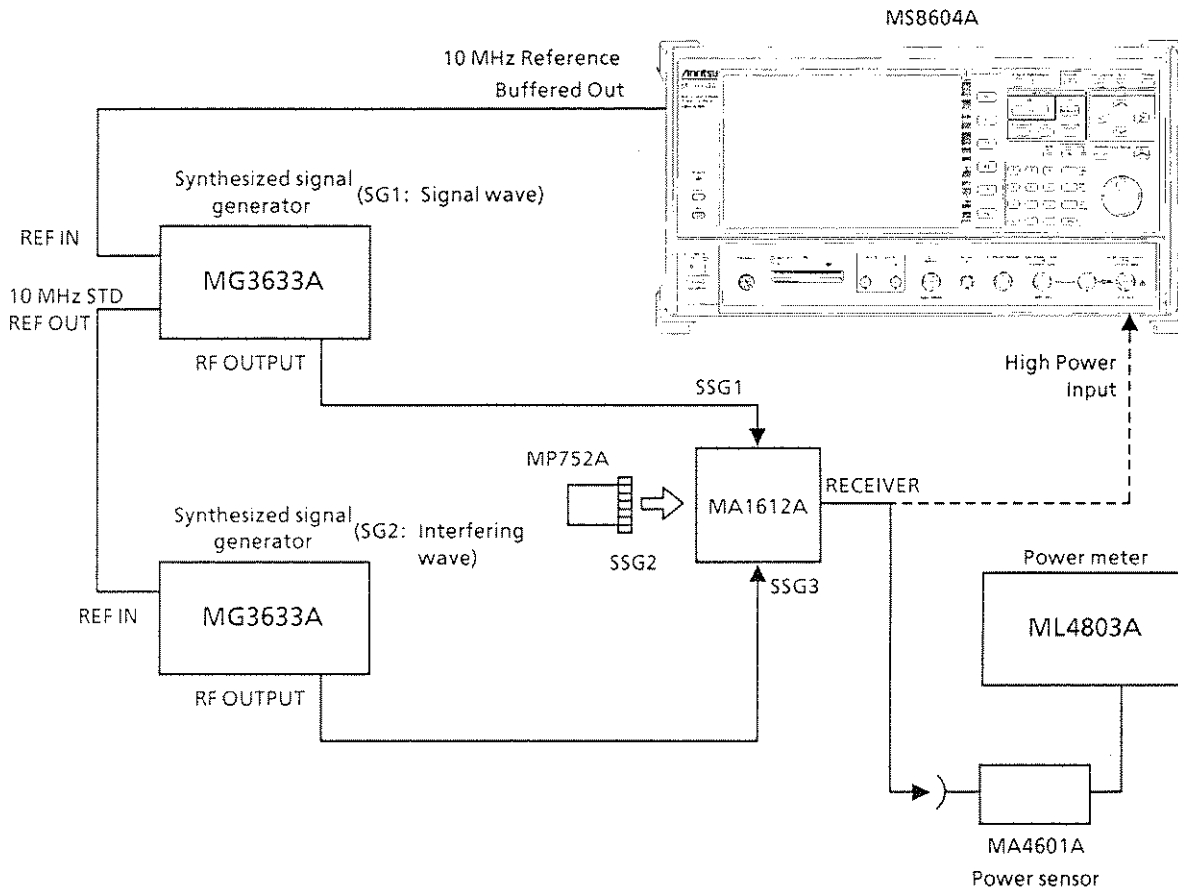 MS8604A
10 MHz Reference
Buffered Out
Anritsu
Synthesized signal
generator
(SG1: Signal wave)
REF IN
MG3633A
10 MHz STD
REF OUT
RF OUTPUT
High Power
input
SSG1
MP752A
MA1612A
RECEIVER
Synthesized signal
generator
(SG2: Interfering
wave)
SSG2
SSG3
Power meter
REF IN
MG3633A
ML4803A
RF OUTPUT
MA4601A
Power sensor